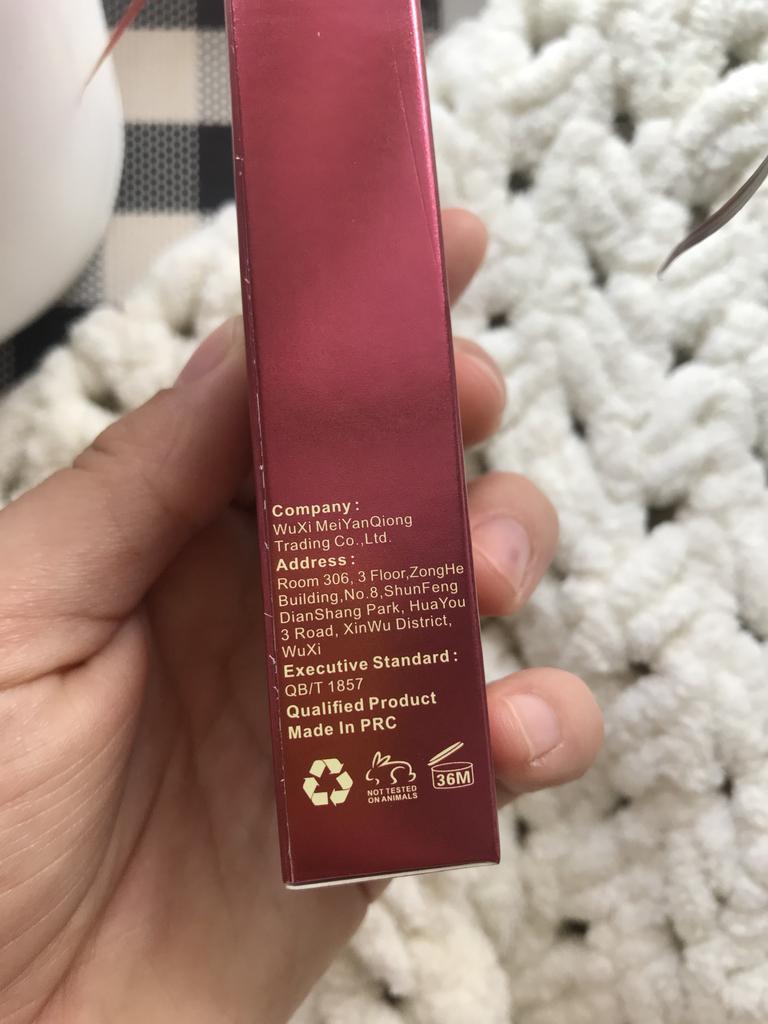 Company:
WuXi MeiYanQiong
Trading Co.,Ltd.
Address:
Room 306, 3 Floor,ZongHe
Building,No.8,ShunFeng
DianShang Park, HuaYou
3 Road, XinWu District,
WuXi
Executive Standard:
QB/T 1857
Qualified Product
Made In PRC
NOT TESTED
ON ANIMALS
36M